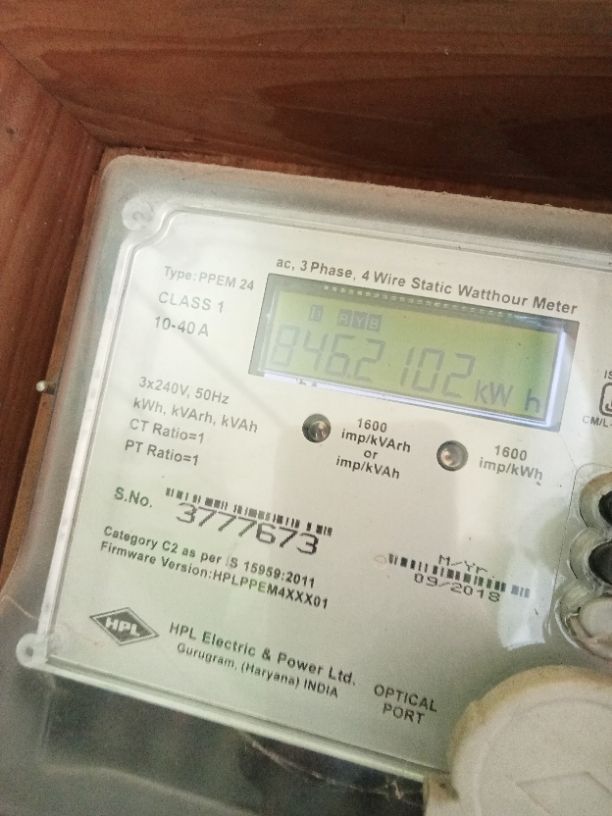 ac, 3 Phase, 4 Wire Static Watthour Meter
Type: PPEM 24
CLASS 1
10-40 A
R Y B
846.2102 kW h
3x240V, 50Hz
kWh, kVArh, kVAh
CT Ratio=1
PT Ratio=1
1600
imp/kVArh
or
imp/kVAh
1600
imp/kWh
S.No.
3777673
Category C2 as per IS 15959:2011
Firmware Version:HPLPPEM4XXX01
M/Yr.
09/2018
HPL
HPL Electric & Power Ltd.
Gurugram, (Haryana) INDIA
OPTICAL
PORT
CM/L-